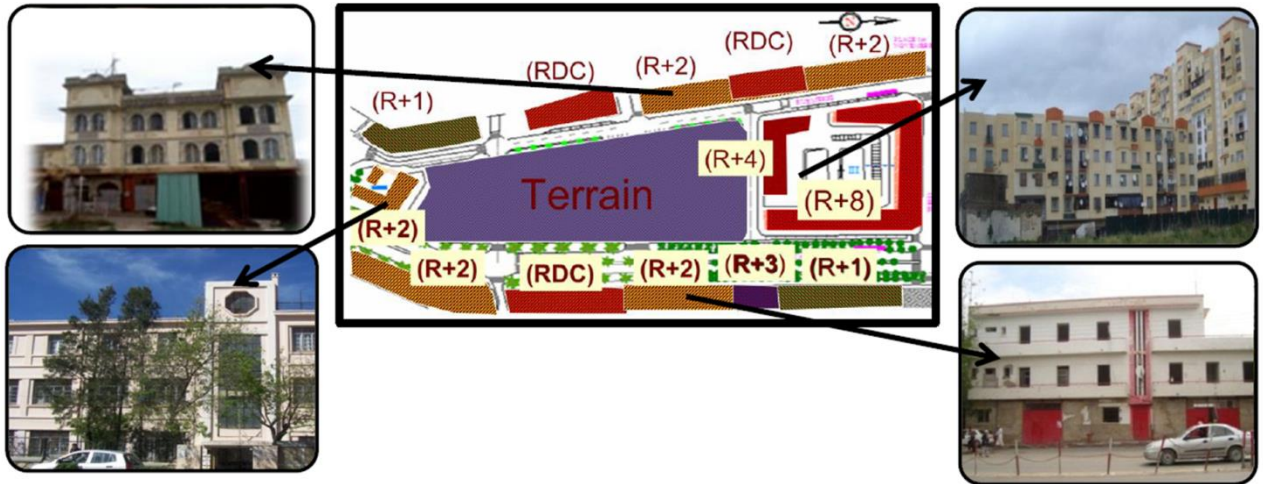 (RDC)
(R+2)
(RDC)
(R+2)
(R+1)
N
Terrain
(R+4)
(R+8)
(R+2)
(R+2)
(RDC)
(R+2)
(R+3)
(R+1)